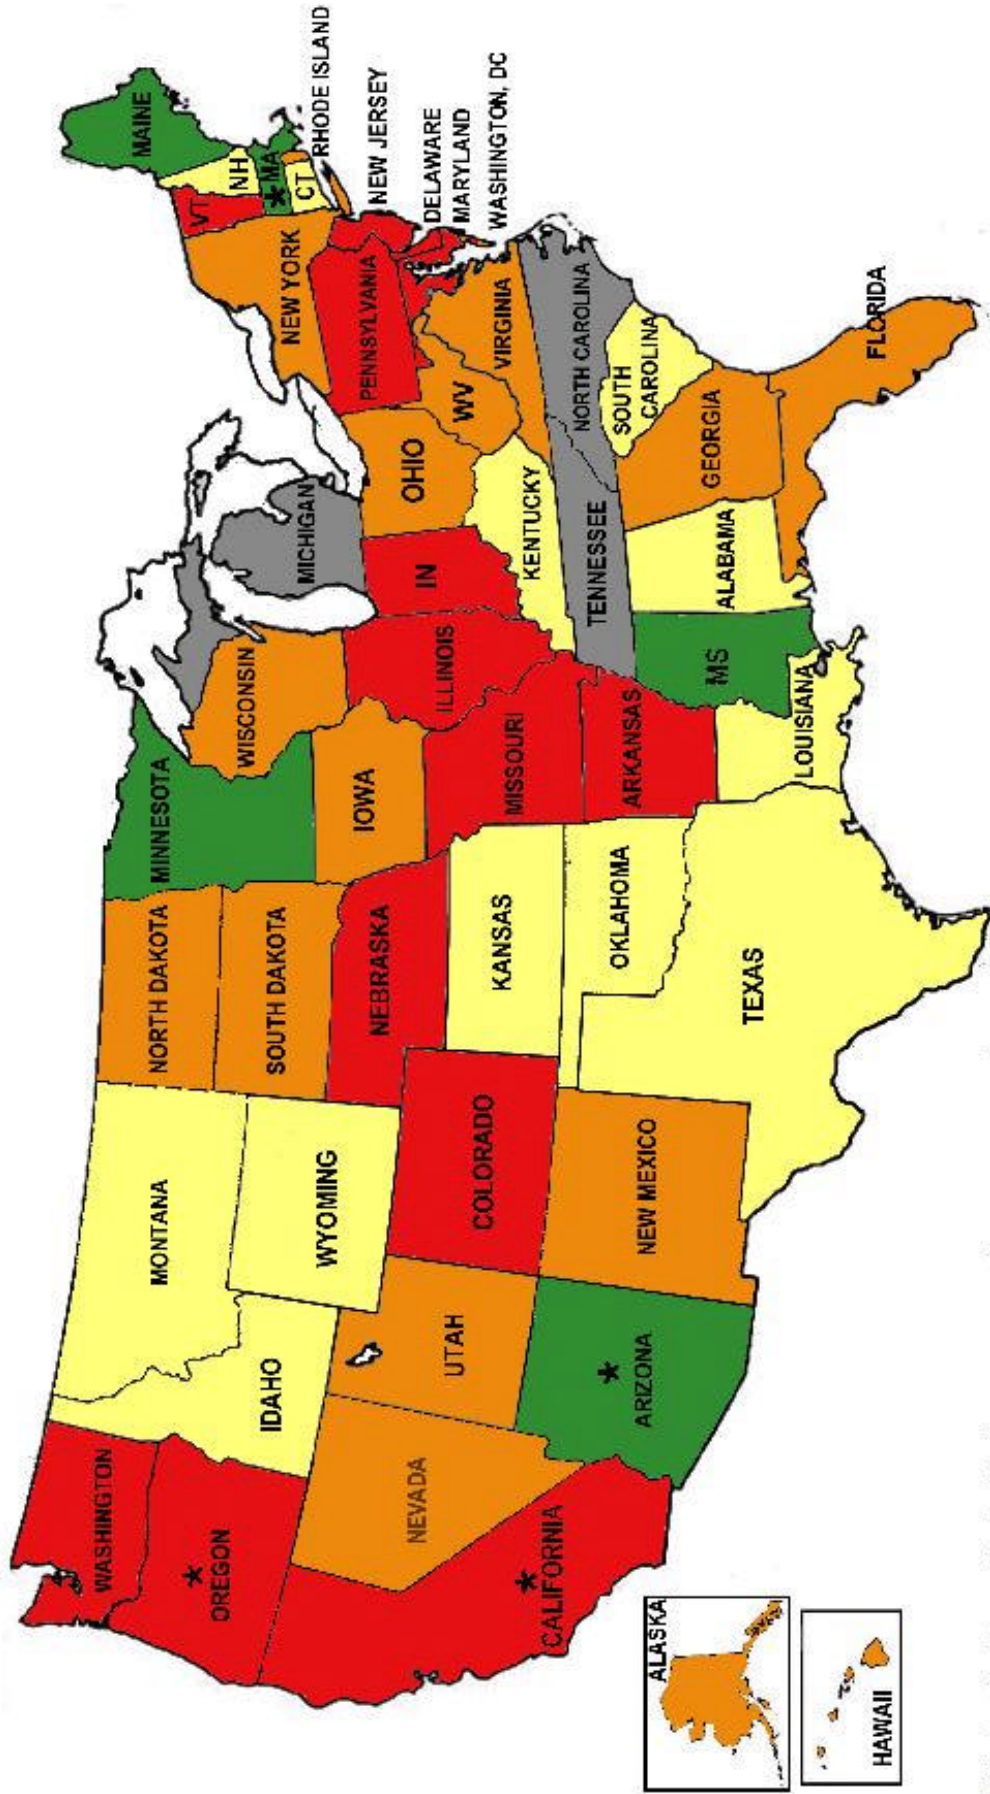 WASHINGTON
OREGON
*
CALIFORNIA
*
NEVADA
IDAHO
MONTANA
WYOMING
UTAH
ARIZONA
*
COLORADO
NEW MEXICO
NORTH DAKOTA
SOUTH DAKOTA
NEBRASKA
KANSAS
OKLAHOMA
TEXAS
MINNESOTA
IOWA
MISSOURI
ARKANSAS
LOUISIANA
WISCONSIN
ILLINOIS
MICHIGAN
IN
OHIO
KENTUCKY
TENNESSEE
MS
ALABAMA
GEORGIA
FLORIDA
SOUTH
CAROLINA
NORTH CAROLINA
VIRGINIA
WV
PENNSYLVANIA
NEW YORK
VT
NH
MAINE
MA
*
CT
RHODE ISLAND
NEW JERSEY
DELAWARE
MARYLAND
WASHINGTON, DC
ALASKA
HAWAII